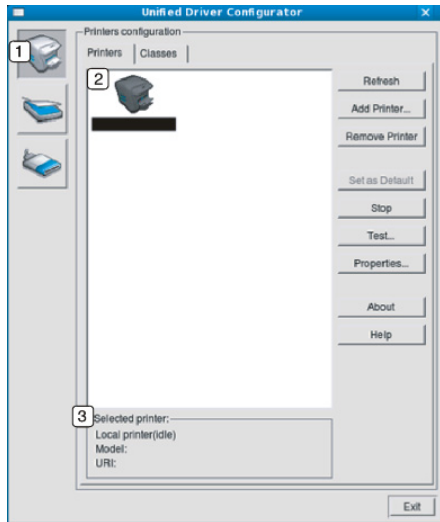 Unified Driver Configurator
1
Printers configuration
Printers Classes
2
Refresh
Add Printer...
Remove Printer
Set as Default
Stop
Test...
Properties...
About
Help
3
Selected printer:
Local printer(idle)
Model:
URI:
Exit